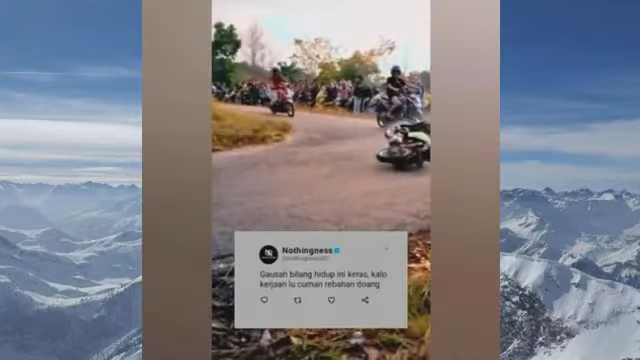 Nothingness
Gausah bilang hidup ini keras, kalo
kerjaan lu cuman rebahan doang